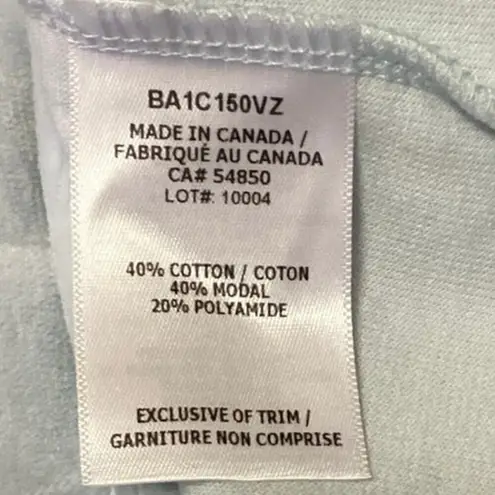 BA1C150VZ
MADE IN CANADA /
FABRIQUÉ AU CANADA
CA# 54850
LOT#: 10004
40% COTTON / COTON
40% MODAL
20% POLYAMIDE
EXCLUSIVE OF TRIM /
GARNITURE NON COMPRISE